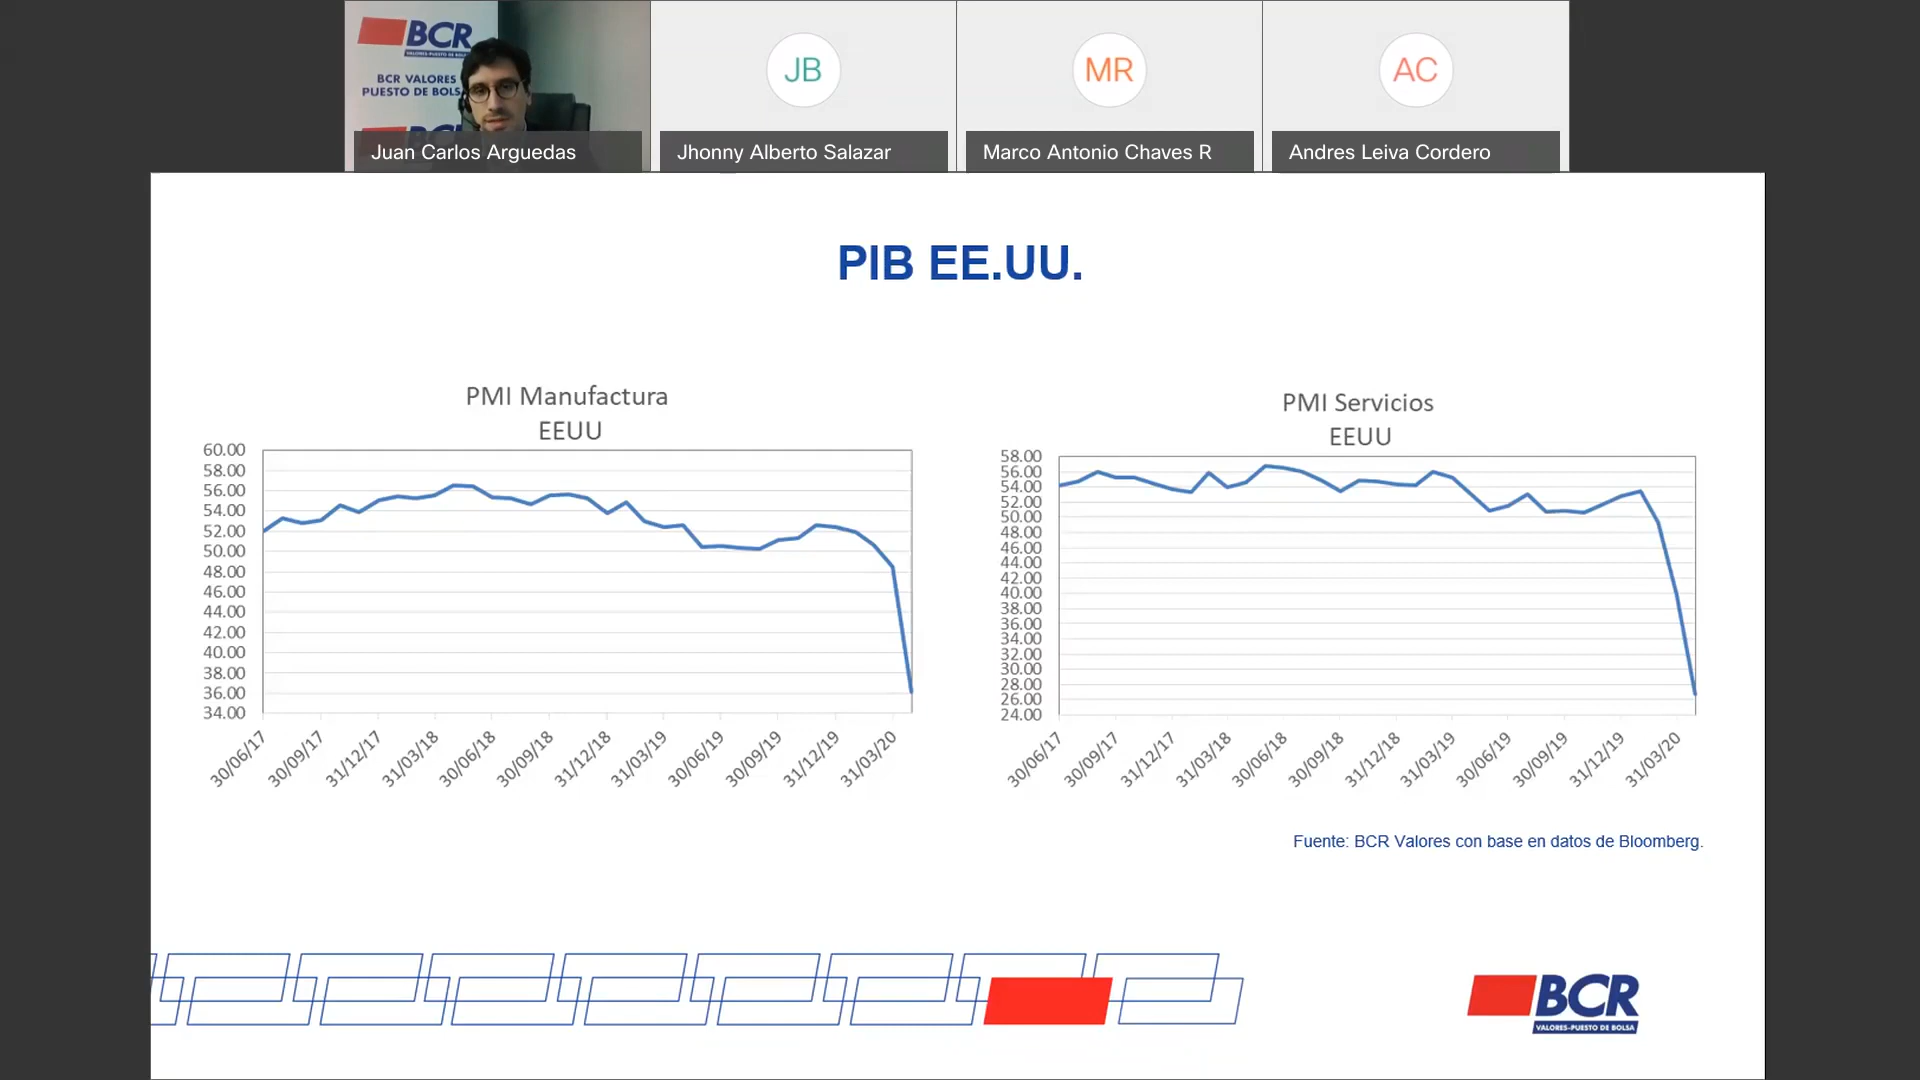 BCR
VALORES-PUESTO DE BOLSA
BCR VALORES
PUESTO DE BOLS
BC
Juan Carlos Arguedas
JB
Jhonny Alberto Salazar
MR
Marco Antonio Chaves R
AC
Andres Leiva Cordero
PIB EE.UU.
PMI Manufactura
EEUU
60.00
58.00
56.00
54.00
52.00
50.00
48.00
46.00
44.00
42.00
40.00
38.00
36.00
34.00
30/06/17
30/09/17
31/12/17
31/03/18
30/06/18
30/09/18
31/12/18
31/03/19
30/06/19
30/09/19
31/12/19
31/03/20
PMI Servicios
EEUU
58.00
56.00
54.00
52.00
50.00
48.00
46.00
44.00
42.00
40.00
38.00
36.00
34.00
32.00
30.00
28.00
26.00
24.00
30/06/17
30/09/17
31/12/17
31/03/18
30/06/18
30/09/18
31/12/18
31/03/19
30/06/19
30/09/19
31/12/19
31/03/20
Fuente: BCR Valores con base en datos de Bloomberg.
BCR
VALORES-PUESTO DE BOLSA